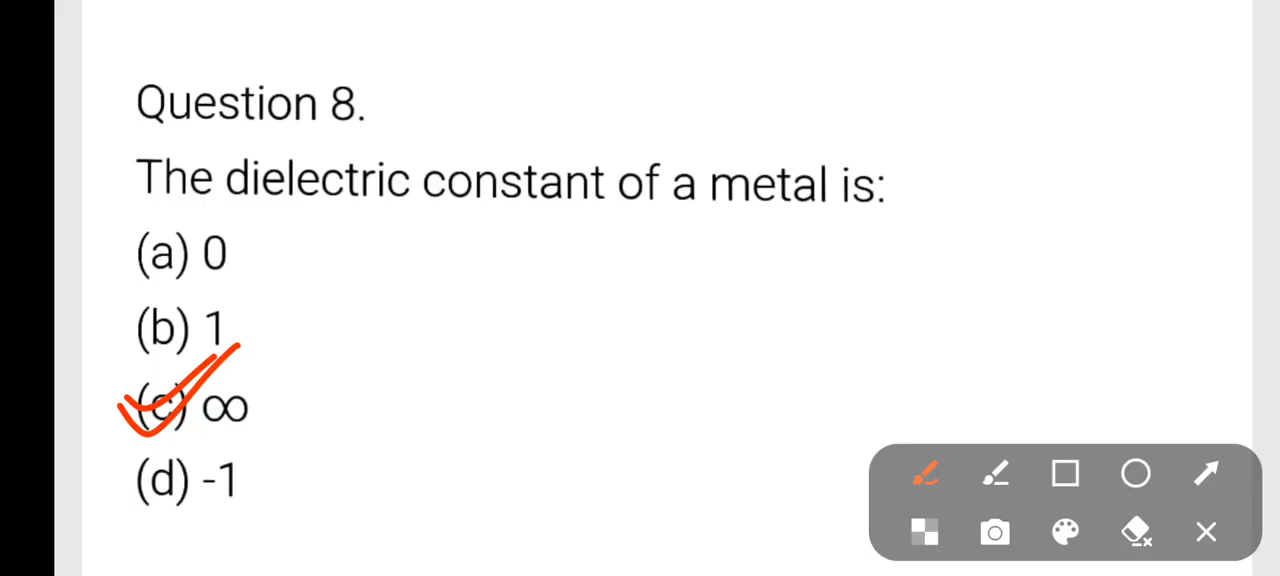 Question 8.
The dielectric constant of a metal is:
(a) 0
(b) 1
(c) ∞
(d) -1